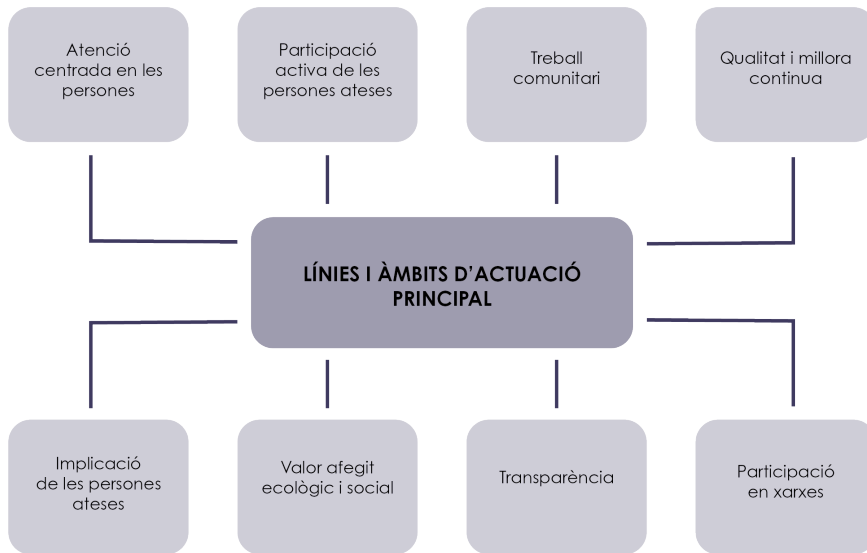 Atenció
centrada en les
persones
Participació
activa de les
persones ateses
Treball
comunitari
Qualitat i millora
continua
LÍNIES I ÀMBITS D’ACTUACIÓ
PRINCIPAL
Implicació
de les persones
ateses
Valor afegit
ecològic i social
Transparència
Participació
en xarxes